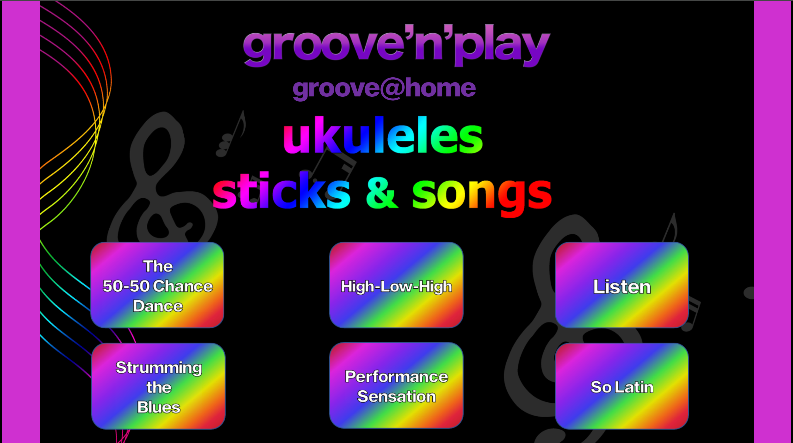 groove’n’play
groove@home
ukuleles
sticks & songs
The
50-50 Chance
Dance
High-Low-High
Listen
Strumming
the
Blues
Performance
Sensation
So Latin